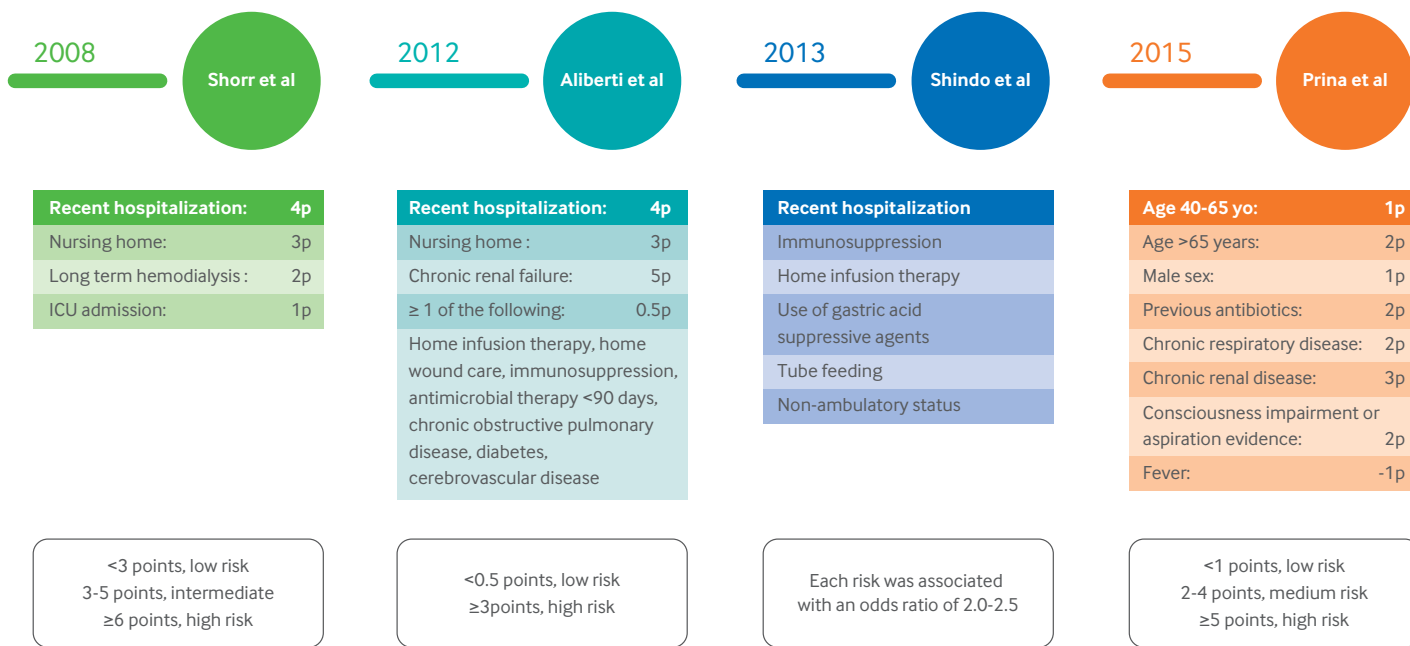 2008
Shorr et al
Recent hospitalization: 4p
Nursing home: 3p
Long term hemodialysis : 2p
ICU admission: 1p
<3 points, low risk
3-5 points, intermediate
≥6 points, high risk
2012
Aliberti et al
Recent hospitalization: 4p
Nursing home : 3p
Chronic renal failure: 5p
≥ 1 of the following: 0.5p
Home infusion therapy, home
wound care, immunosuppression,
antimicrobial therapy <90 days,
chronic obstructive pulmonary
disease, diabetes,
cerebrovascular disease
<0.5 points, low risk
≥3points, high risk
2013
Shindo et al
Recent hospitalization
Immunosuppression
Home infusion therapy
Use of gastric acid
suppressive agents
Tube feeding
Non-ambulatory status
Each risk was associated
with an odds ratio of 2.0-2.5
2015
Prina et al
Age 40-65 yo: 1p
Age >65 years: 2p
Male sex: 1p
Previous antibiotics: 2p
Chronic respiratory disease: 2p
Chronic renal disease: 3p
Consciousness impairment or
aspiration evidence: 2p
Fever: -1p
<1 points, low risk
2-4 points, medium risk
≥5 points, high risk